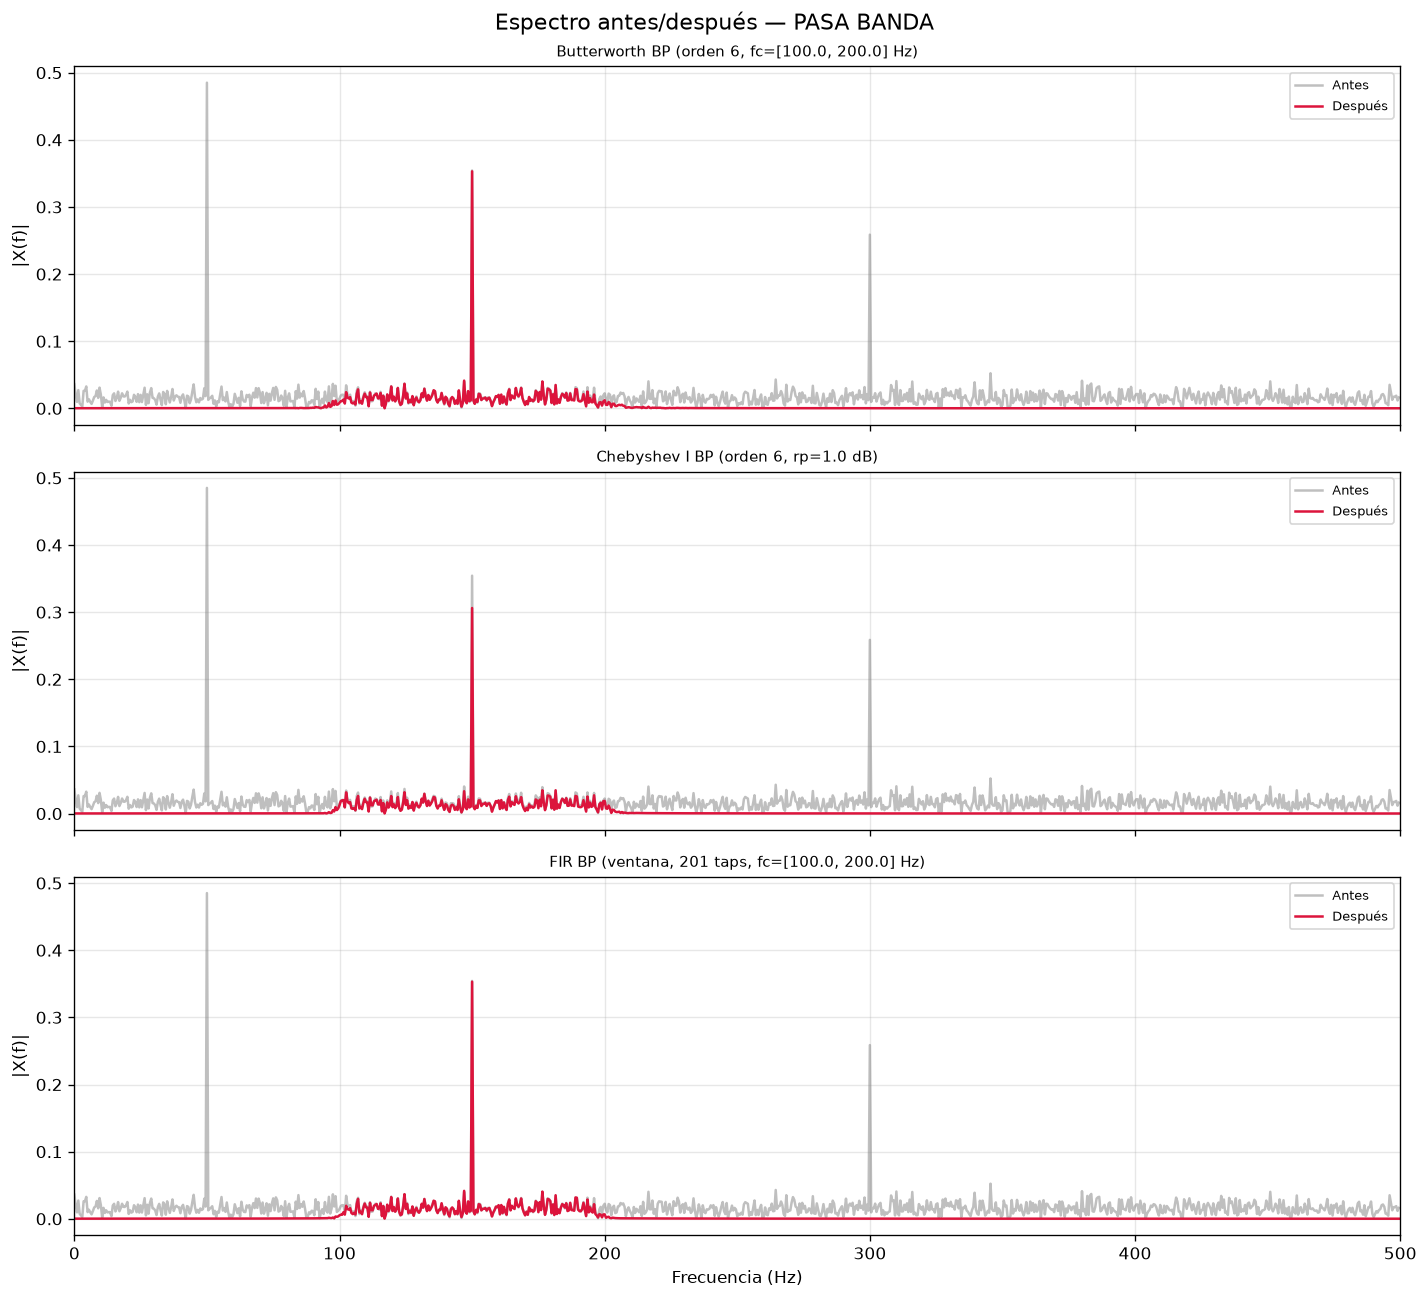 Espectro antes/después — PASA BANDA
Butterworth BP (orden 6, fc=[100.0, 200.0] Hz)
0.5
0.4
0.3
0.2
0.1
0.0
|X(f)|
Antes
Después
Chebyshev I BP (orden 6, rp=1.0 dB)
0.5
0.4
0.3
0.2
0.1
0.0
|X(f)|
Antes
Después
FIR BP (ventana, 201 taps, fc=[100.0, 200.0] Hz)
0.5
0.4
0.3
0.2
0.1
0.0
|X(f)|
Antes
Después
0 100 200 300 400 500
Frecuencia (Hz)